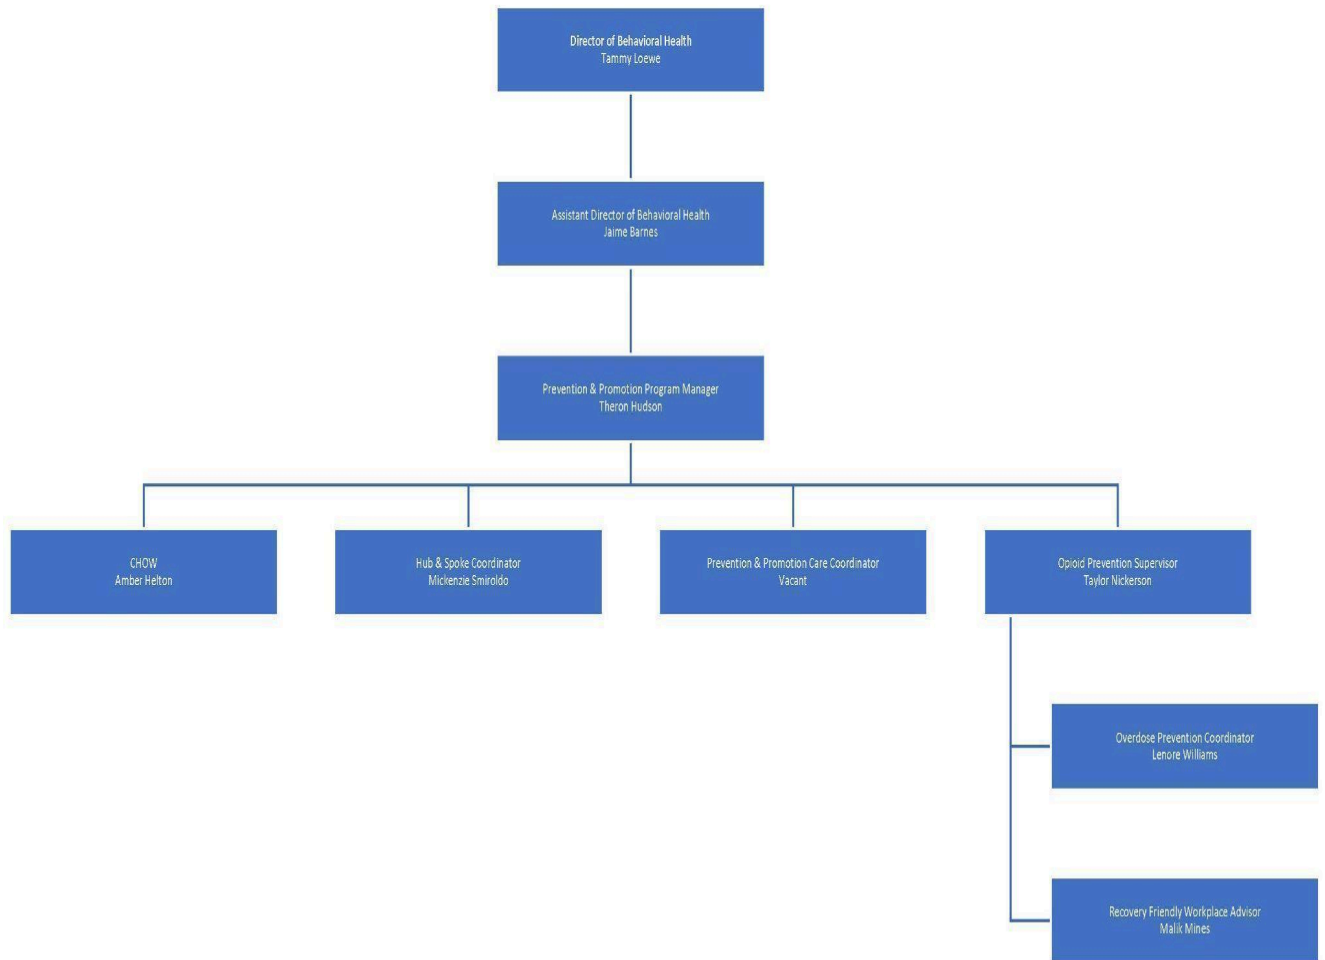 Director of Behavioral Health
Tammy Loewe
Assistant Director of Behavioral Health
Jaime Barnes
Prevention & Promotion Program Manager
Theron Hudson
CHOW
Amber Helton
Hub & Spoke Coordinator
Mickenzie Smiroldo
Prevention & Promotion Care Coordinator
Vacant
Opioid Prevention Supervisor
Taylor Nickerson
Overdose Prevention Coordinator
Lenore Williams
Recovery Friendly Workplace Advisor
Malik Mines